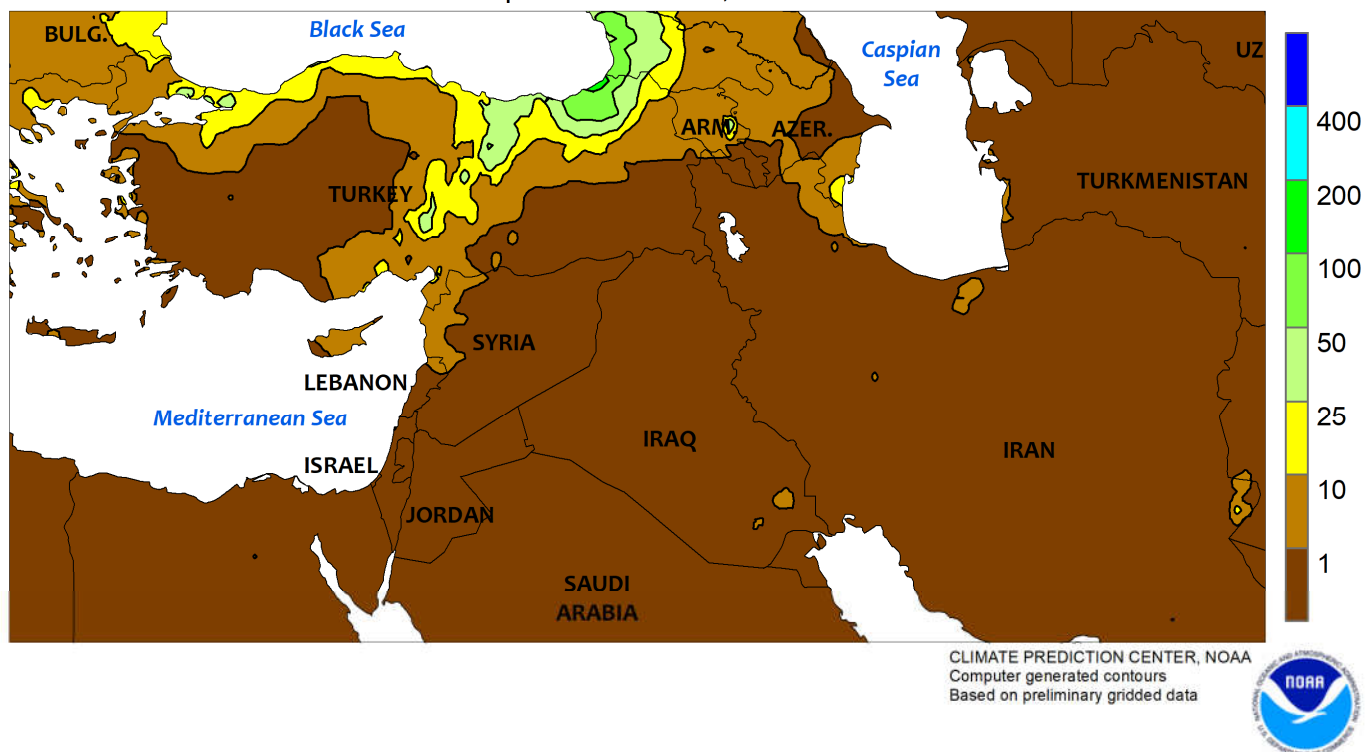 BULG.
Black Sea
Caspian
Sea
UZ
ARM
AZER.
TURKEY
TURKMENISTAN
SYRIA
LEBANON
Mediterranean Sea
ISRAEL
IRAQ
IRAN
JORDAN
SAUDI
ARABIA
400
200
100
50
25
10
1
CLIMATE PREDICTION CENTER, NOAA
Computer generated contours
Based on preliminary gridded data
NOAA